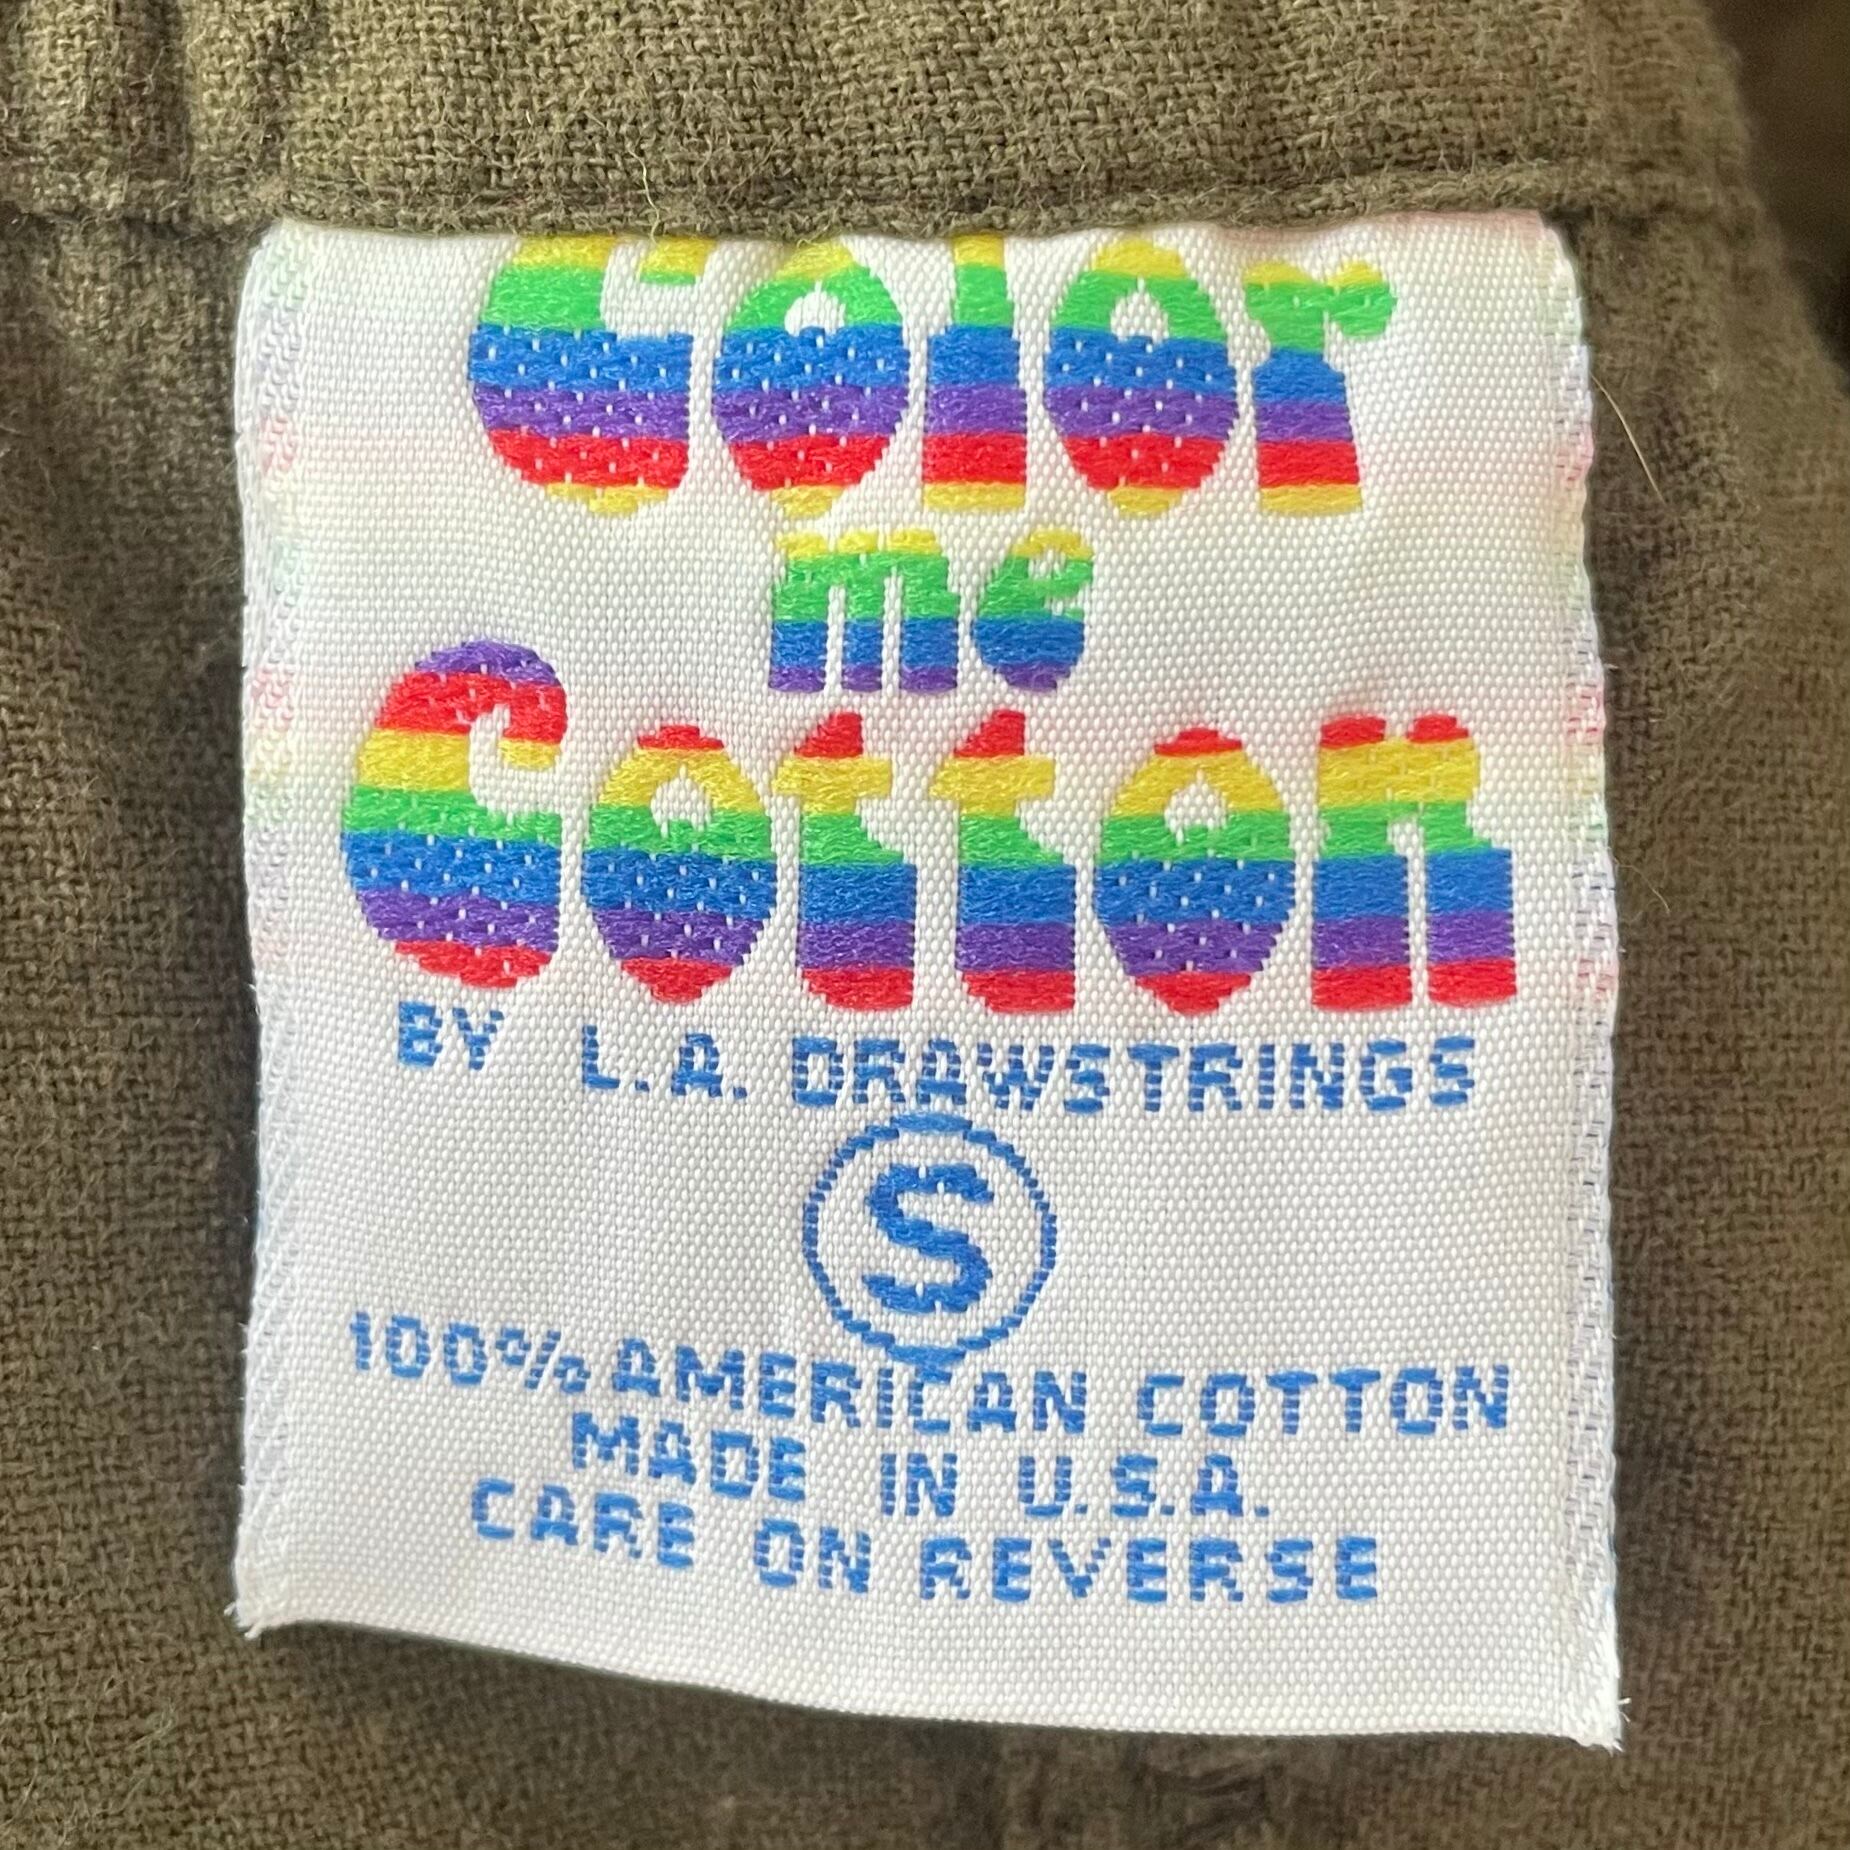 Color
me
Cotton
BY L.A. DRAWSTRINGS
S
100% AMERICAN COTTON
MADE IN U.S.A.
CARE ON REVERSE